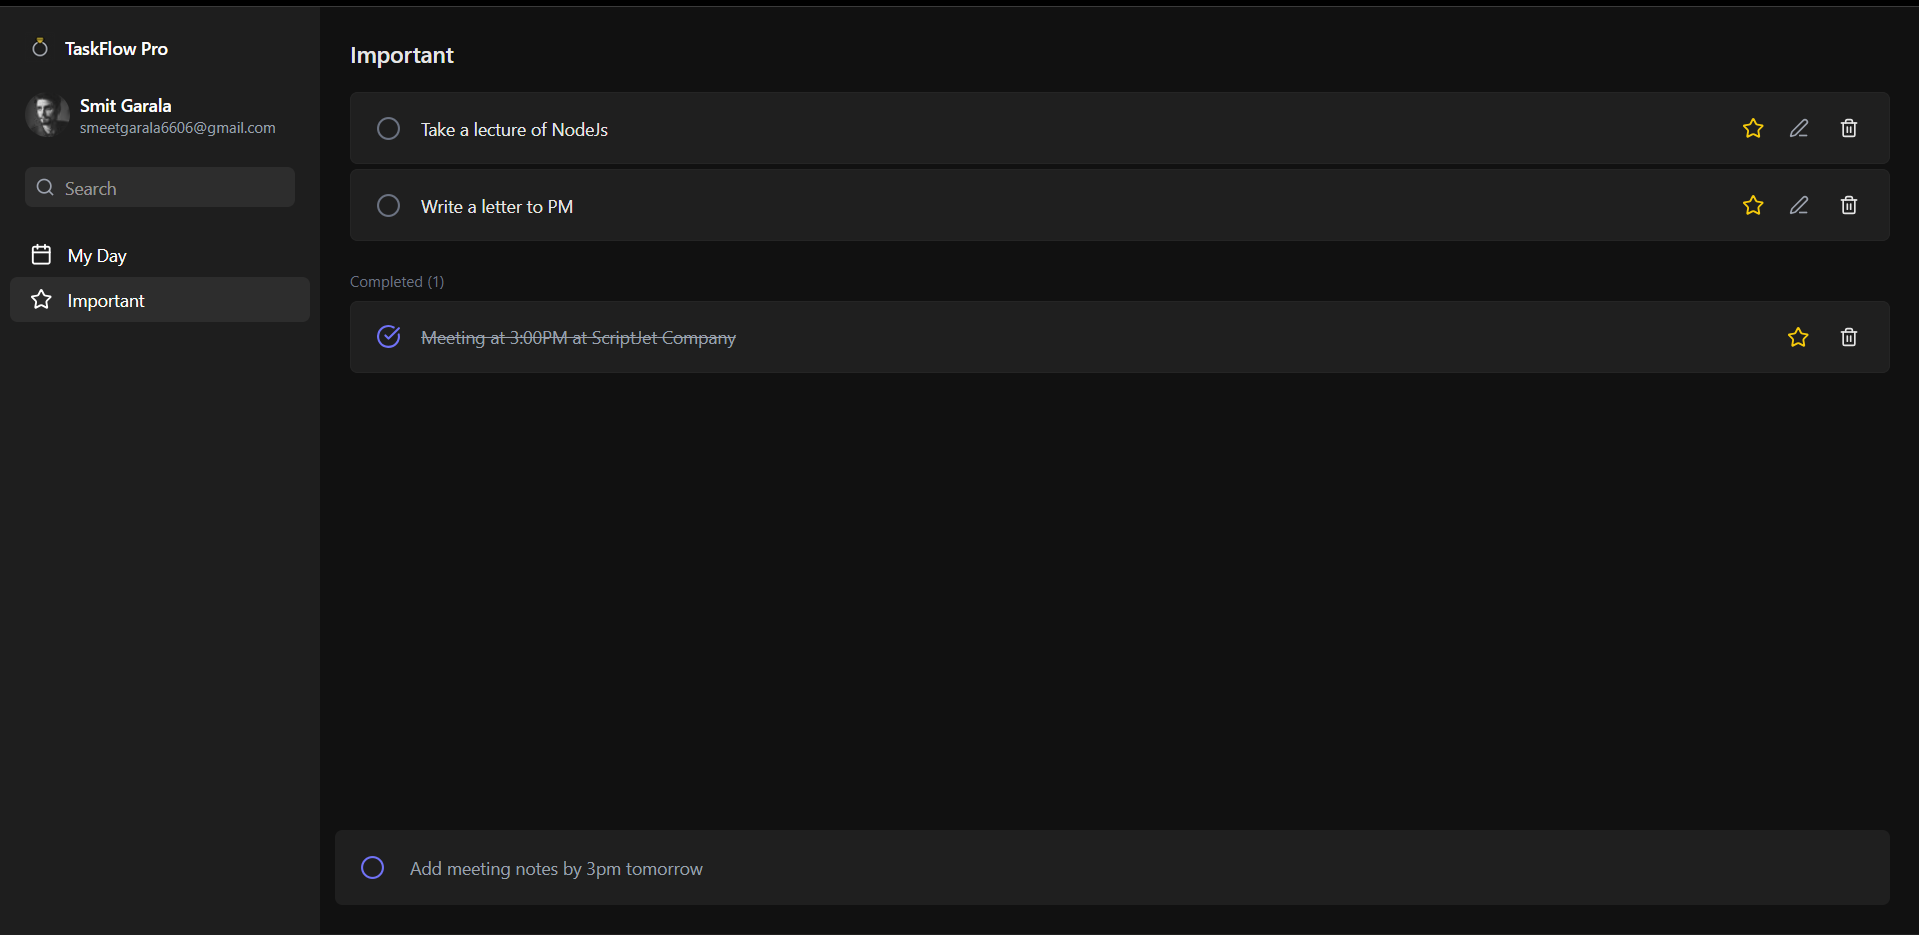 TaskFlow Pro
Smit Garala
smeetgarala6606@gmail.com
Search
My Day
Important
Important
Take a lecture of NodeJs
Write a letter to PM
Completed (1)
Meeting at 3:00PM at ScriptJet Company
Add meeting notes by 3pm tomorrow